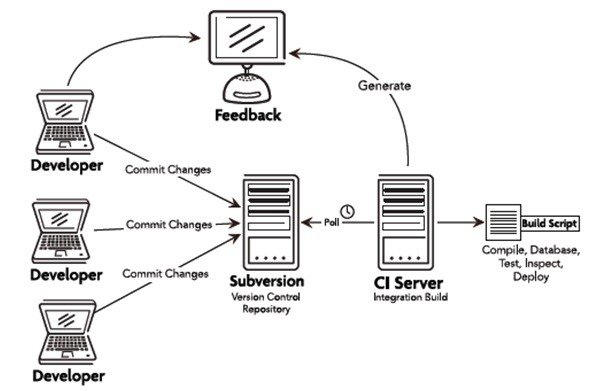 Generate
Feedback
Developer
Commit Changes
Commit Changes
Poll
Build Script
Developer
Commit Changes
Subversion
Version Control
Repository
CI Server
Integration Build
Compile, Database,
Test, Inspect,
Deploy
Developer